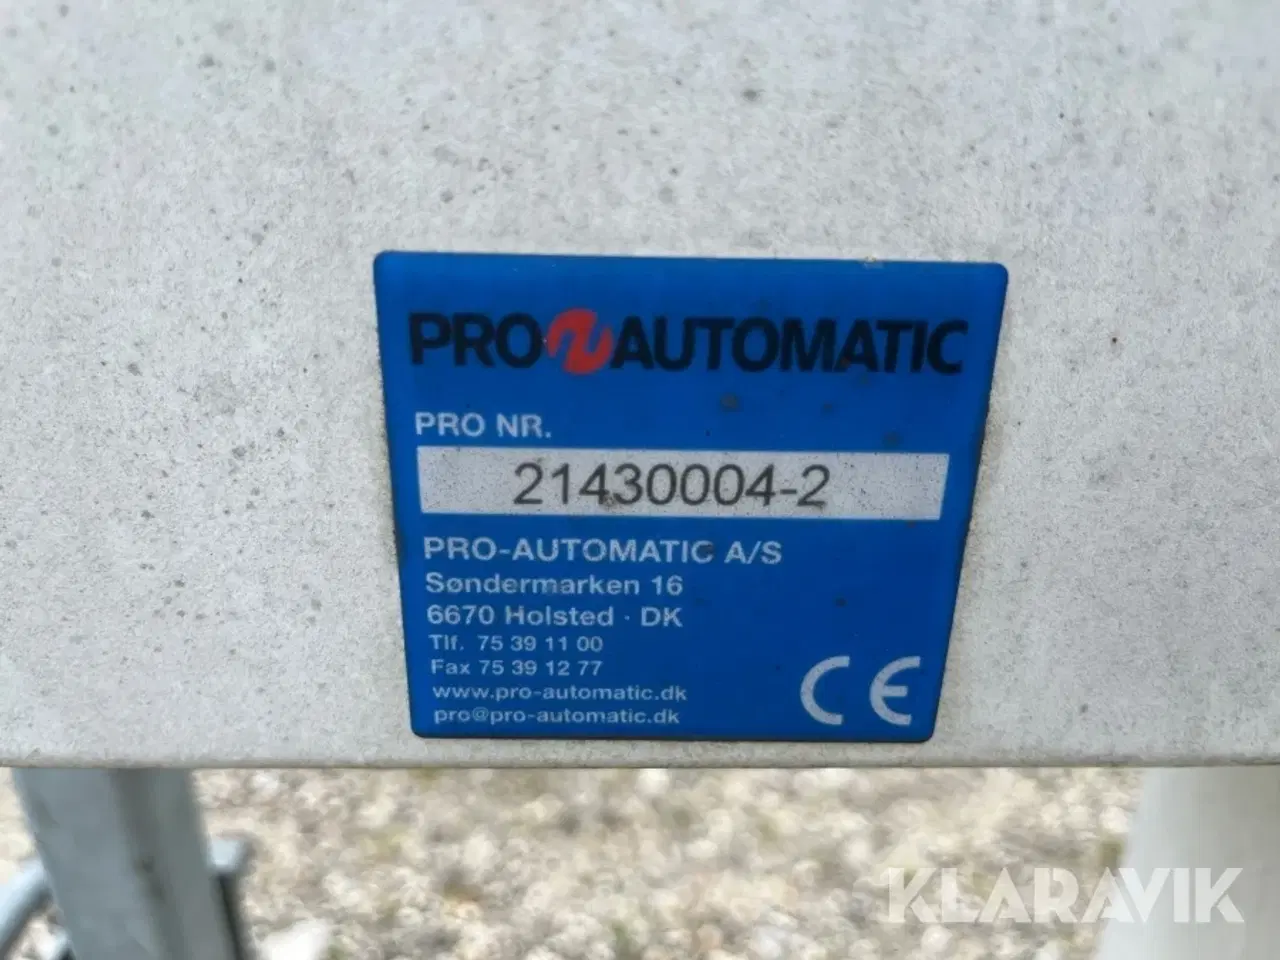 PRO AUTOMATIC
PRO NR.
21430004-2
PRO-AUTOMATIC A/S
Søndermarken 16
6670 Holsted · DK
Tlf. 75 39 11 00
Fax 75 39 12 77
www.pro-automatic.dk
pro@pro-automatic.dk
CE
KLARAVIK